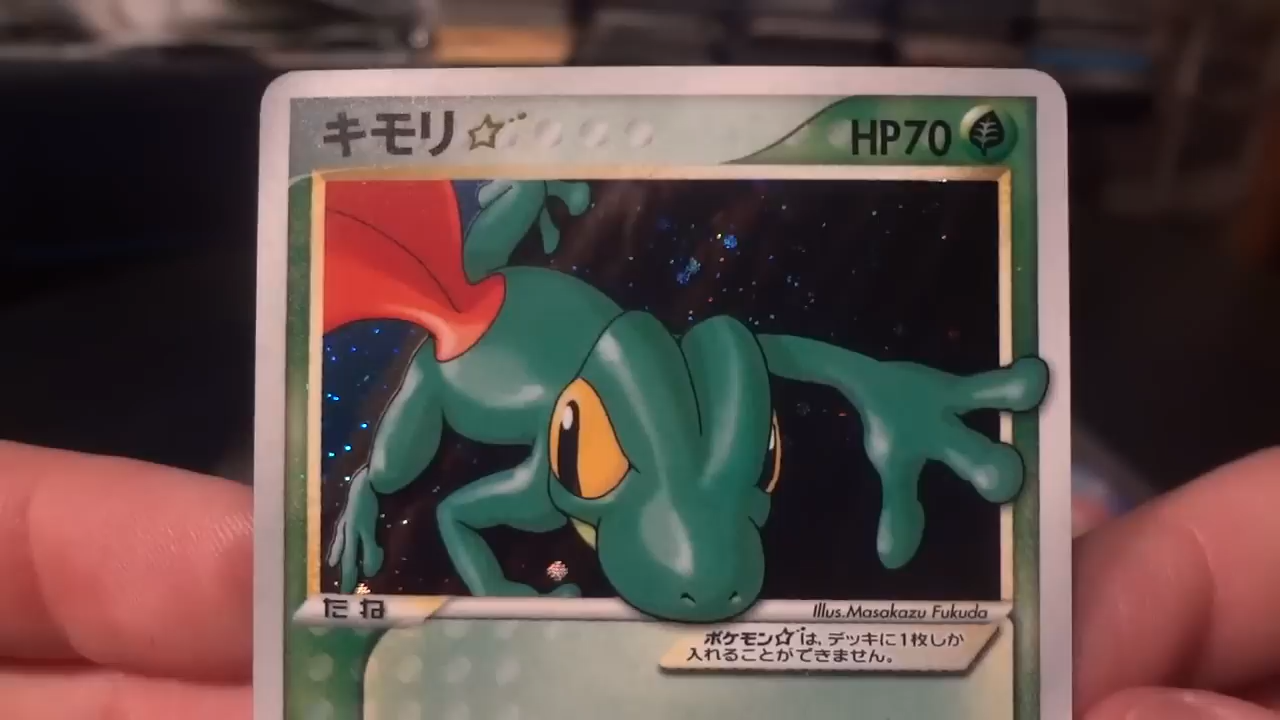 キモリ☆
HP70
たね
Illus.Masakazu Fukuda
ポケモン☆は、デッキに1枚しか
入れることができません。